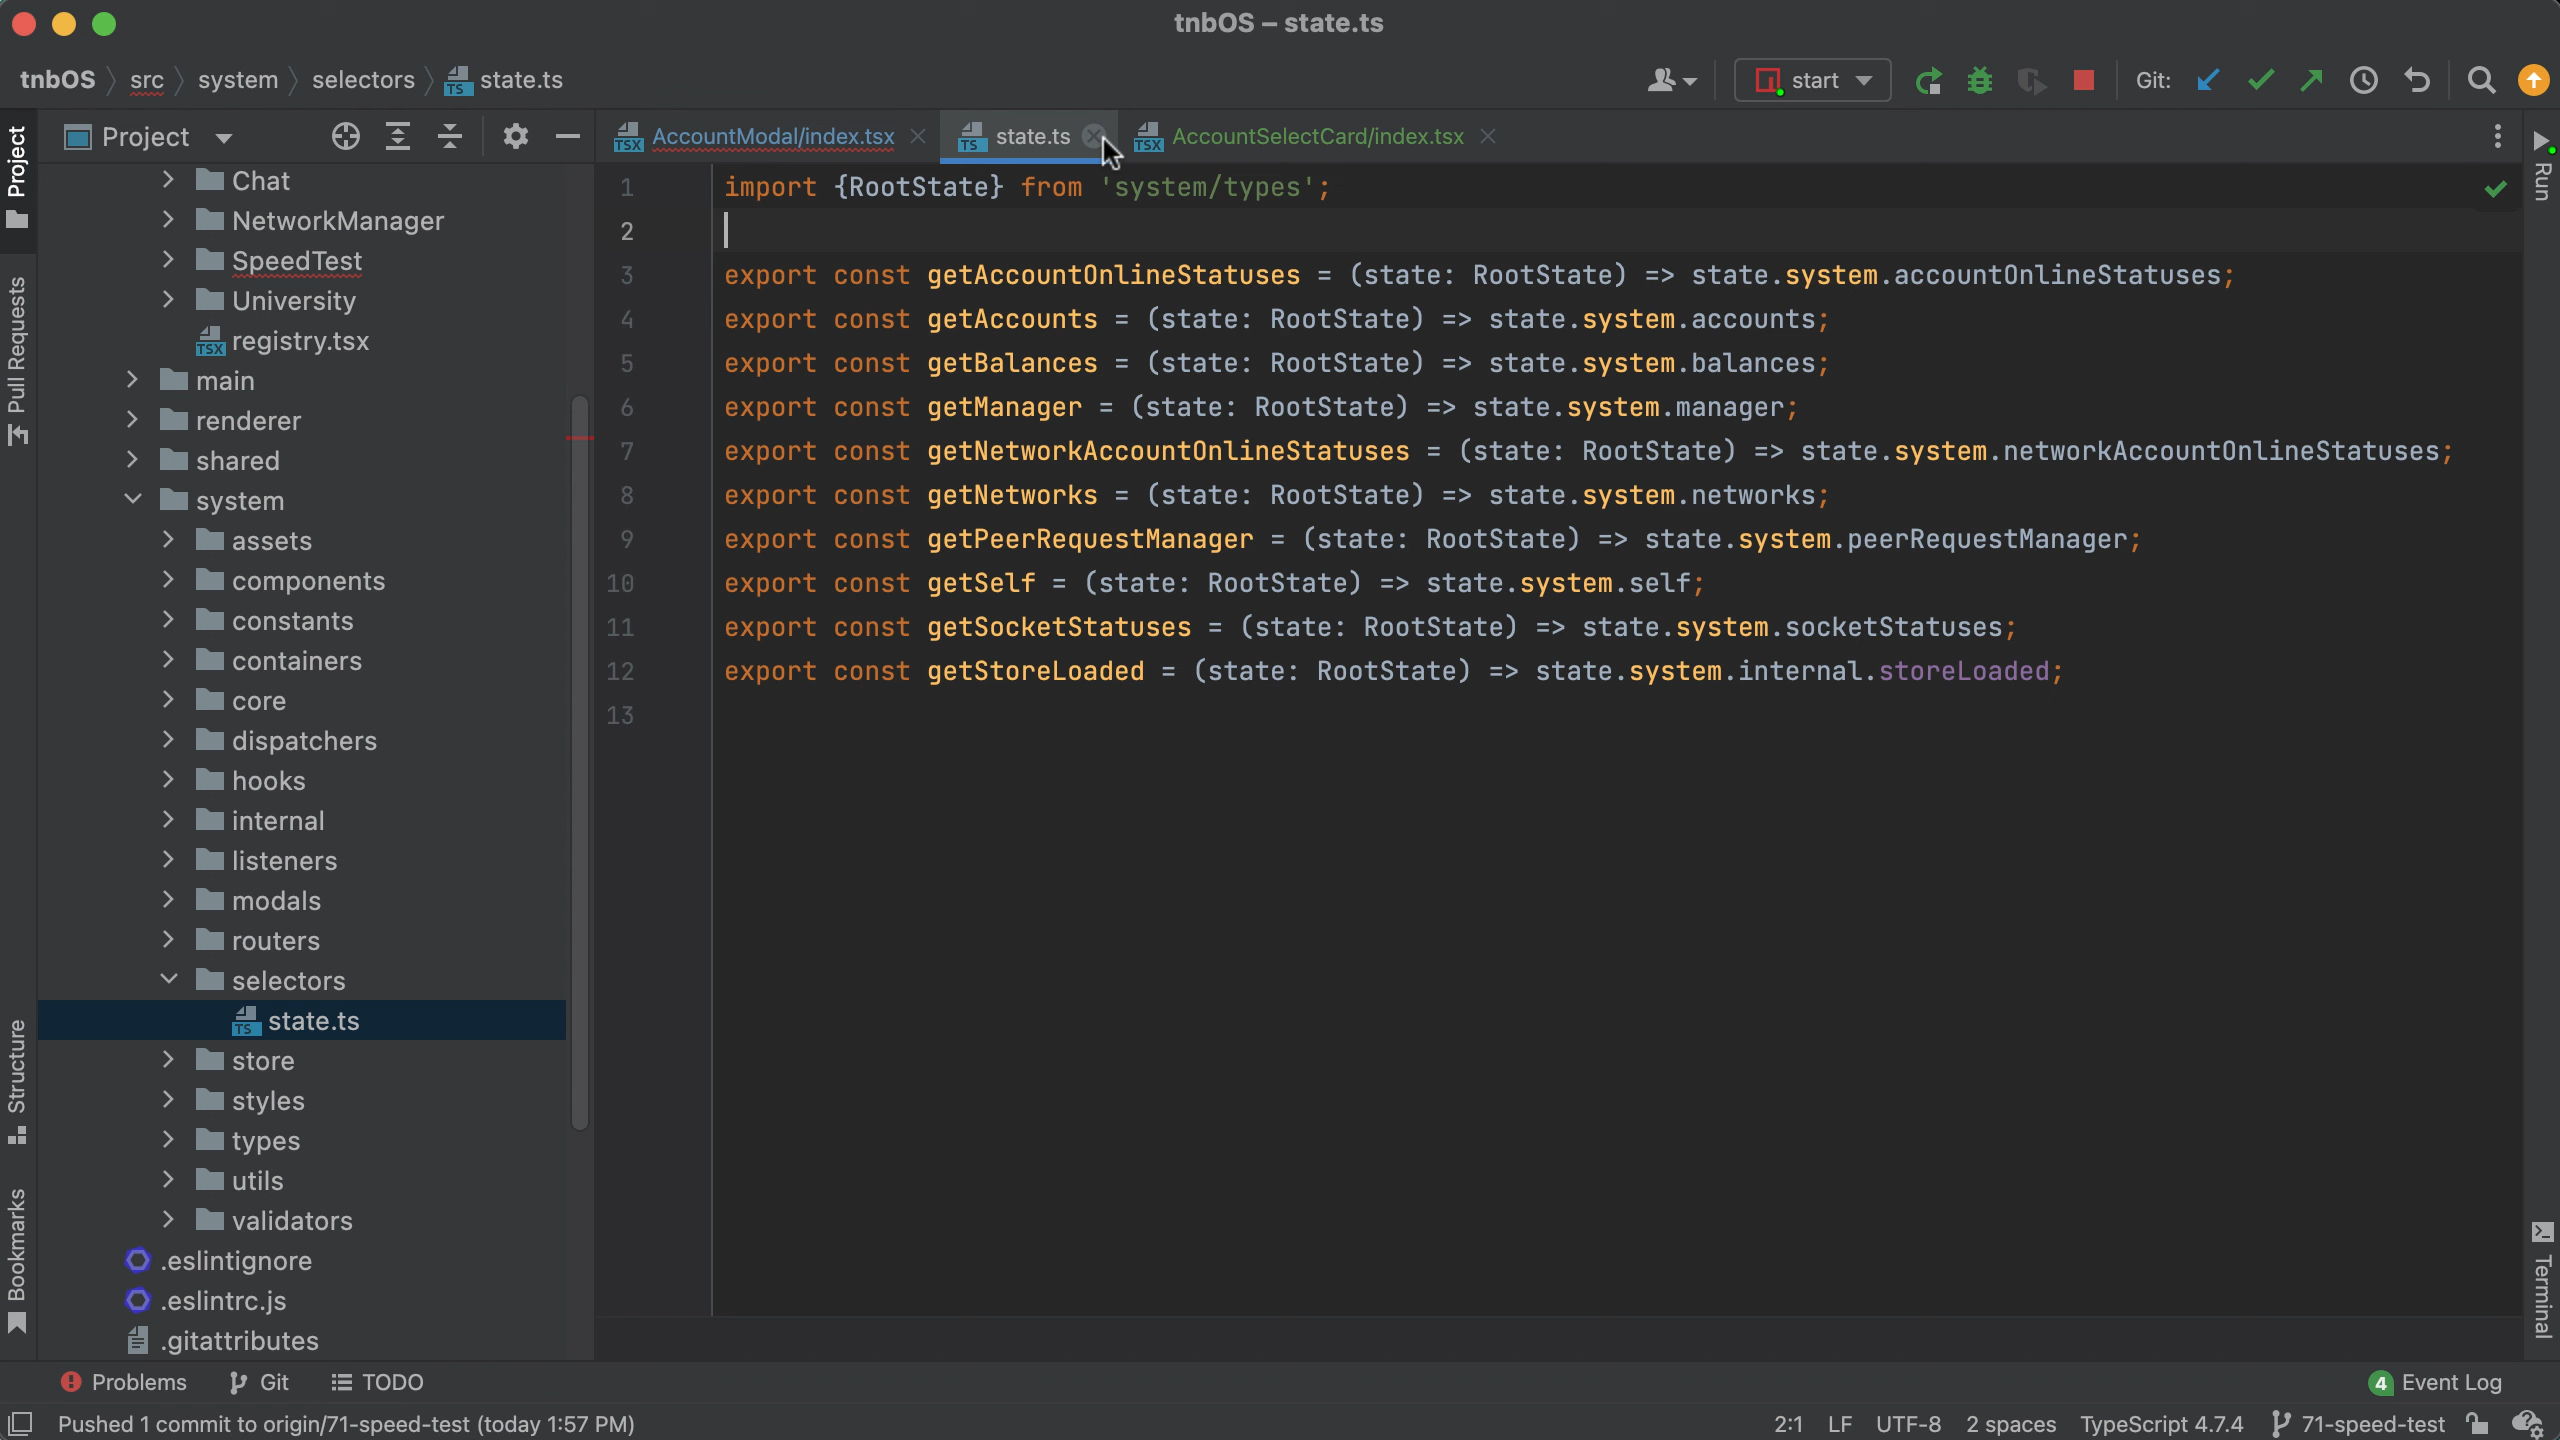 tnbOS – state.ts
tnbOS src system selectors state.ts
start
Git:
Project
AccountModal/index.tsx
state.ts
AccountSelectCard/index.tsx
Project
Pull Requests
Structure
Bookmarks
Chat
NetworkManager
SpeedTest
University
registry.tsx
main
renderer
shared
system
assets
components
constants
containers
core
dispatchers
hooks
internal
listeners
modals
routers
selectors
state.ts
store
styles
types
utils
validators
.eslintignore
.eslintrc.js
.gitattributes
1 import {RootState} from 'system/types';
2
3 export const getAccountOnlineStatuses = (state: RootState) => state.system.accountOnlineStatuses;
4 export const getAccounts = (state: RootState) => state.system.accounts;
5 export const getBalances = (state: RootState) => state.system.balances;
6 export const getManager = (state: RootState) => state.system.manager;
7 export const getNetworkAccountOnlineStatuses = (state: RootState) => state.system.networkAccountOnlineStatuses;
8 export const getNetworks = (state: RootState) => state.system.networks;
9 export const getPeerRequestManager = (state: RootState) => state.system.peerRequestManager;
10 export const getSelf = (state: RootState) => state.system.self;
11 export const getSocketStatuses = (state: RootState) => state.system.socketStatuses;
12 export const getStoreLoaded = (state: RootState) => state.system.internal.storeLoaded;
13
Run
Terminal
Problems
Git
TODO
4 Event Log
Pushed 1 commit to origin/71-speed-test (today 1:57 PM)
2:1 LF UTF-8 2 spaces TypeScript 4.7.4 71-speed-test